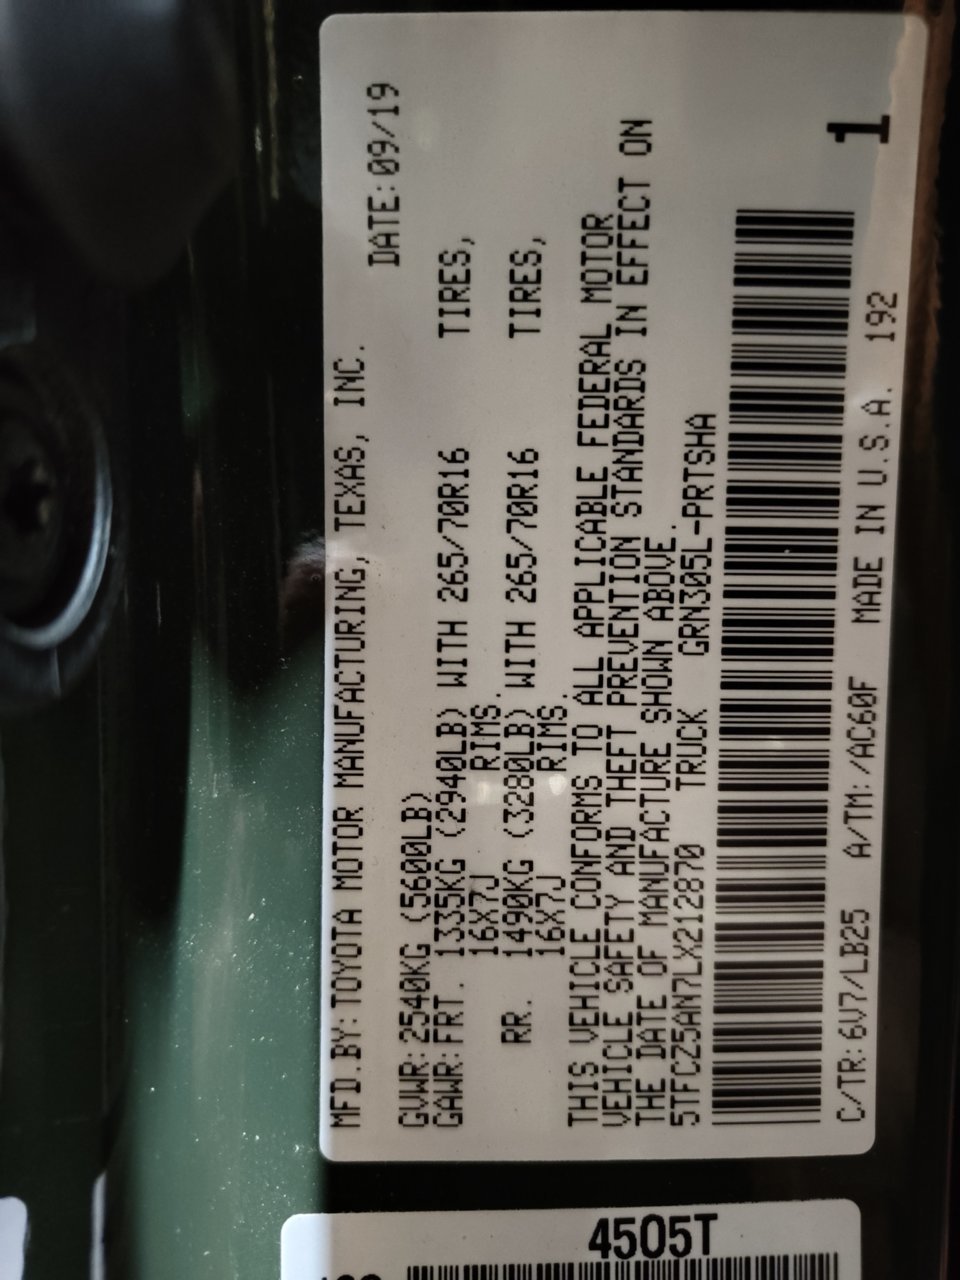 MFD.BY:TOYOTA MOTOR MANUFACTURING, TEXAS, INC.
DATE:09/19
GVWR:2540KG (5600LB)
GAWR:FRT. 1335KG (2940LB) WITH 265/70R16 TIRES,
16X7J RIMS.
RR. 1490KG (3280LB) WITH 265/70R16 TIRES,
16X7J RIMS.
THIS VEHICLE CONFORMS TO ALL APPLICABLE FEDERAL MOTOR
VEHICLE SAFETY AND THEFT PREVENTION STANDARDS IN EFFECT ON
THE DATE OF MANUFACTURE SHOWN ABOVE.
5TFCZ5AN7LX212870 TRUCK GRN305L-PRTSHA
1
C/TR:6V7/LB25 A/TM:/AC60F MADE IN U.S.A. 192
4505T